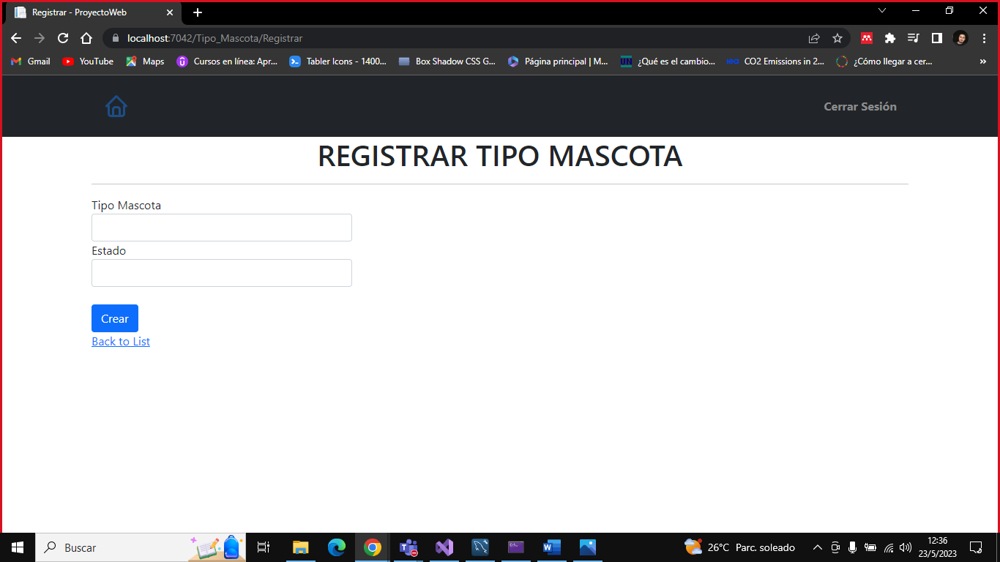 Registrar - ProyectoWeb
localhost:7042/Tipo_Mascota/Registrar
Gmail YouTube Maps Cursos en línea: Apr... Tabler Icons - 1400... Box Shadow CSS G... Página principal | M... UN ¿Qué es el cambio... CO2 Emissions in 2... ¿Cómo llegar a cer... »
Cerrar Sesión
REGISTRAR TIPO MASCOTA
Tipo Mascota
Estado
Crear
Back to List
Buscar
26°C Parc. soleado
12:36
23/5/2023